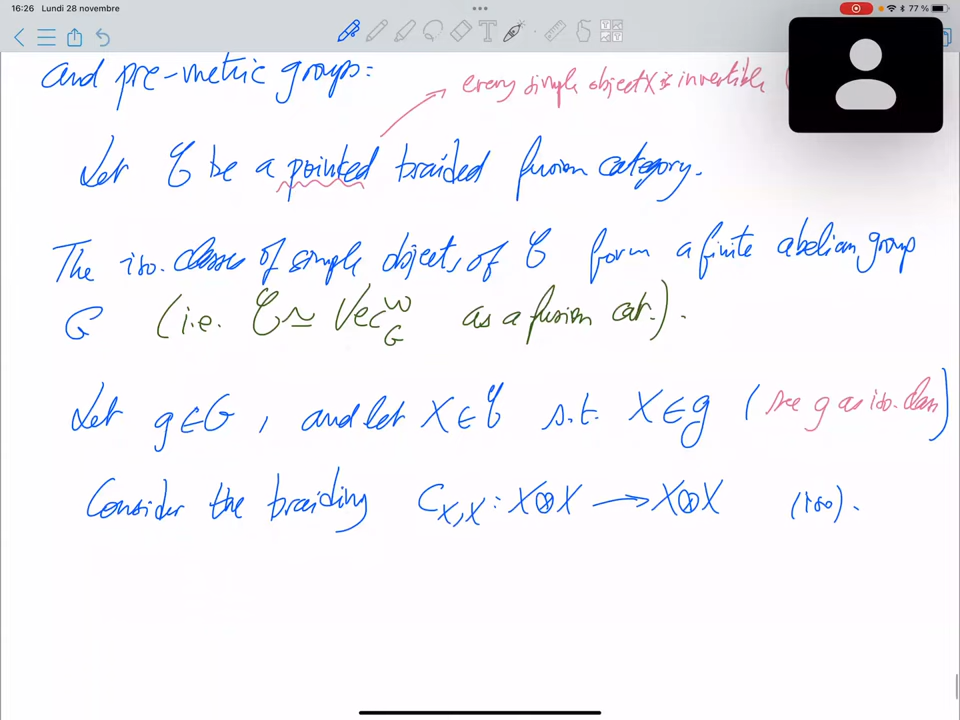 16:26 Lundi 28 novembre
77 %
and pre-metric groups:
every simple object X is invertible (
Let 𝒞 be a pointed braided fusion category.
The iso. classes of simple objects of 𝒞 form a finite abelian group
G (i.e. 𝒞 ≃ Vec_G^ω as a fusion cat.).
Let g∈G, and let X∈𝒞 s.t. X∈g (see g as iso. class)
Consider the braiding C_{X,X}: X⊗X ⟶ X⊗X (iso).